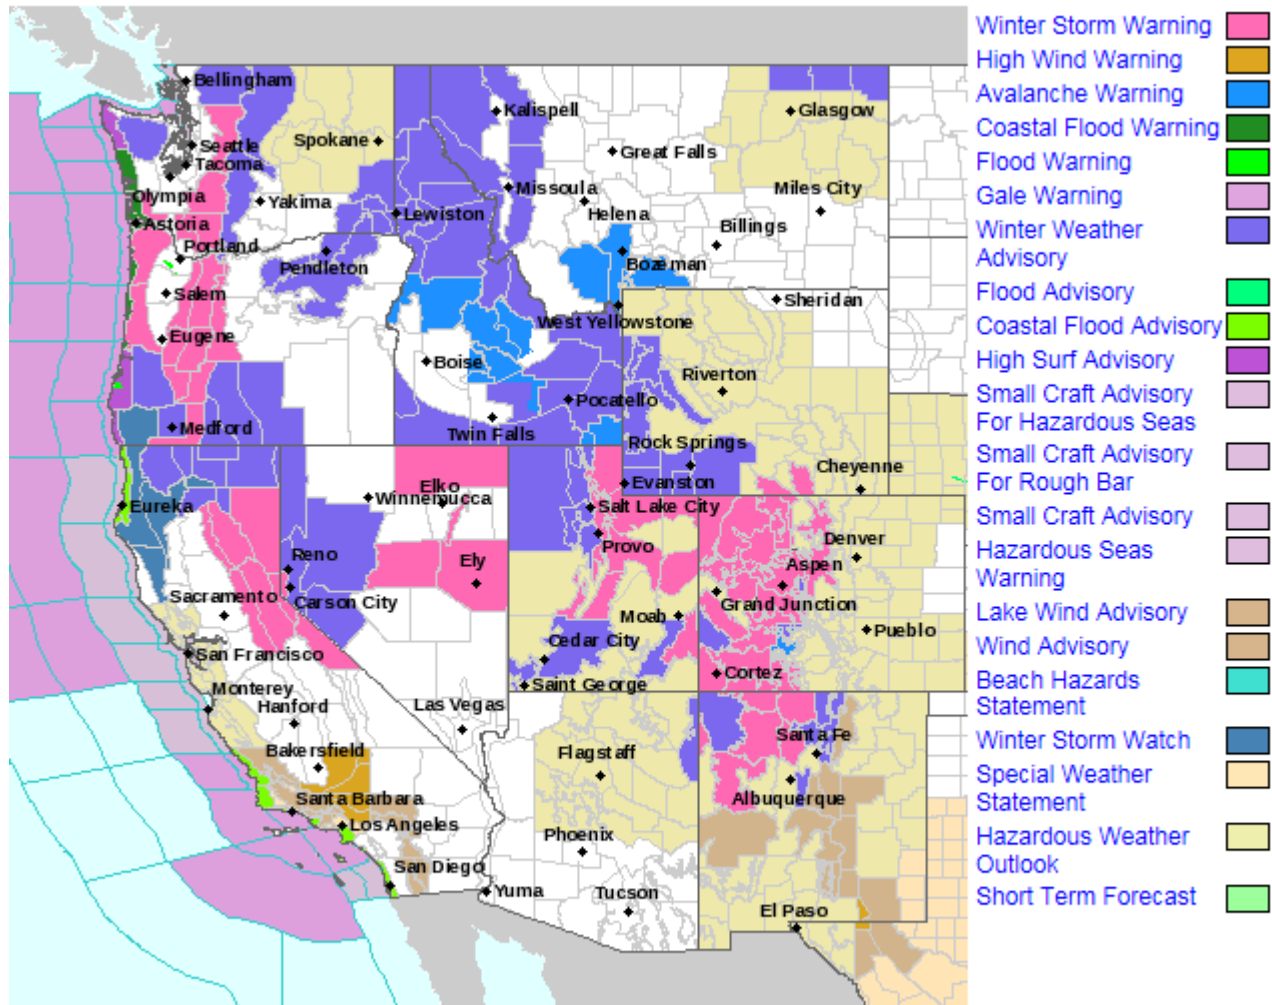 Bellingham
Kalispell
Glasgow
Spokane
Seattle
Great Falls
Tacoma
Missoula
Miles City
Olympia
Yakima
Lewiston
Helena
Astoria
Billings
Portland
Pendleton
Bozeman
Salem
Sheridan
West Yellowstone
Eugene
Boise
Riverton
Pocatello
Medford
Twin Falls
Rock Springs
Cheyenne
Elko
Evanston
Winnemucca
Eureka
Salt Lake City
Denver
Provo
Reno
Ely
Aspen
Sacramento
Carson City
Grand Junction
Moab
Pueblo
Cedar City
San Francisco
Cortez
Saint George
Monterey
Hanford
Las Vegas
Santa Fe
Bakersfield
Flagstaff
Santa Barbara
Albuquerque
Los Angeles
Phoenix
San Diego
Yuma
Tucson
El Paso
Winter Storm Warning
High Wind Warning
Avalanche Warning
Coastal Flood Warning
Flood Warning
Gale Warning
Winter Weather
Advisory
Flood Advisory
Coastal Flood Advisory
High Surf Advisory
Small Craft Advisory
For Hazardous Seas
Small Craft Advisory
For Rough Bar
Small Craft Advisory
Hazardous Seas
Warning
Lake Wind Advisory
Wind Advisory
Beach Hazards
Statement
Winter Storm Watch
Special Weather
Statement
Hazardous Weather
Outlook
Short Term Forecast